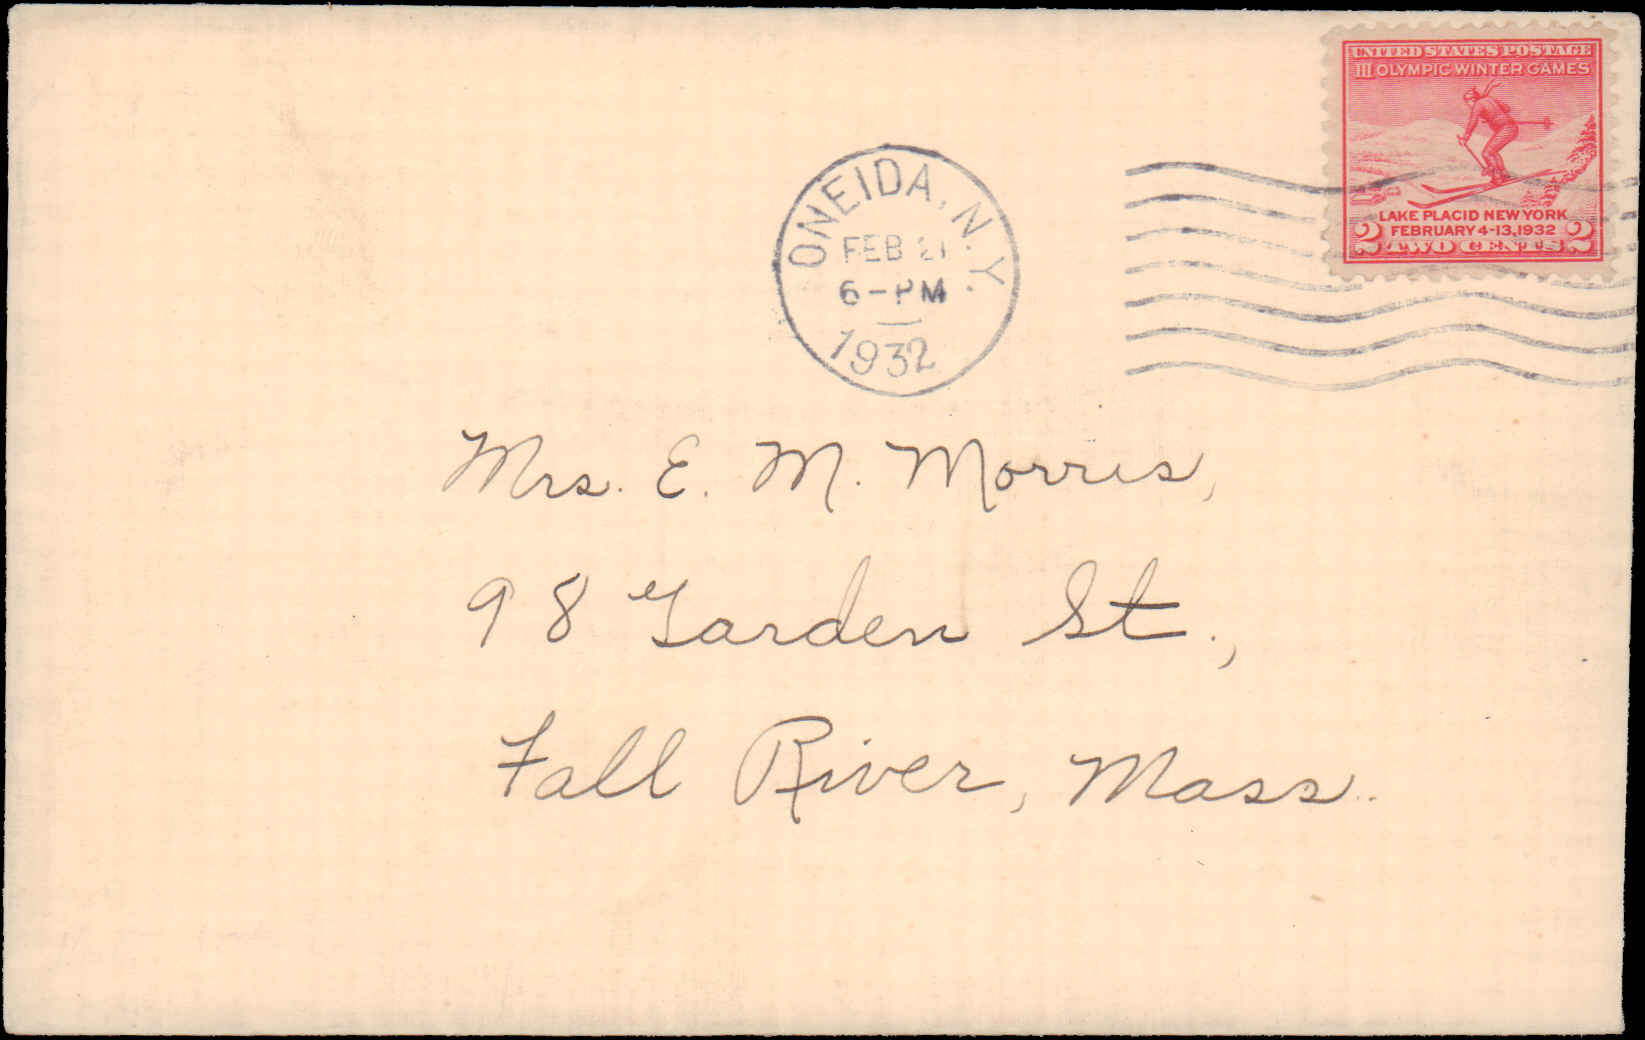 UNITED STATES POSTAGE
III OLYMPIC WINTER GAMES
LAKE PLACID NEW YORK
FEBRUARY 4-13, 1932
2 TWO CENTS 2
ONEIDA, N.Y.
FEB 21
6-PM
1932
Mrs. E. M. Morris,
98 Garden St.,
Fall River, Mass.